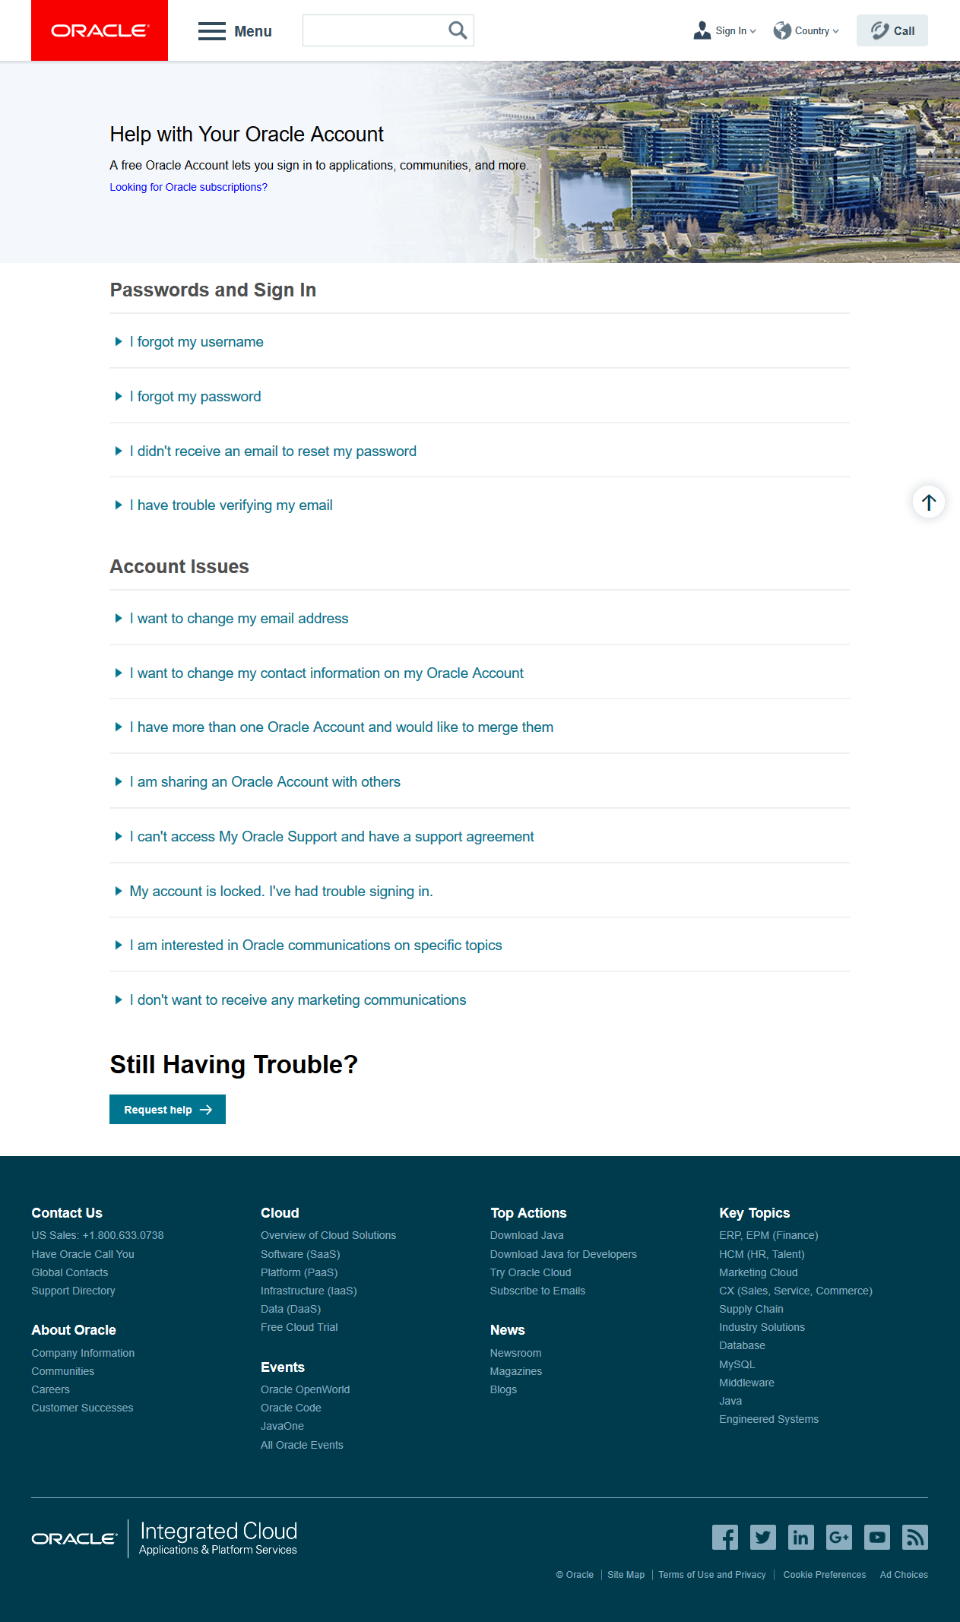 ORACLE
Menu
Sign In
Country
Call
Help with Your Oracle Account
A free Oracle Account lets you sign in to applications, communities, and more.
Looking for Oracle subscriptions?
Passwords and Sign In
I forgot my username
I forgot my password
I didn't receive an email to reset my password
I have trouble verifying my email
Account Issues
I want to change my email address
I want to change my contact information on my Oracle Account
I have more than one Oracle Account and would like to merge them
I am sharing an Oracle Account with others
I can't access My Oracle Support and have a support agreement
My account is locked. I've had trouble signing in.
I am interested in Oracle communications on specific topics
I don't want to receive any marketing communications
Still Having Trouble?
Request help
Contact Us
US Sales: +1.800.633.0738
Have Oracle Call You
Global Contacts
Support Directory
About Oracle
Company Information
Communities
Careers
Customer Successes
Cloud
Overview of Cloud Solutions
Software (SaaS)
Platform (PaaS)
Infrastructure (IaaS)
Data (DaaS)
Free Cloud Trial
Events
Oracle OpenWorld
Oracle Code
JavaOne
All Oracle Events
Top Actions
Download Java
Download Java for Developers
Try Oracle Cloud
Subscribe to Emails
News
Newsroom
Magazines
Blogs
Key Topics
ERP, EPM (Finance)
HCM (HR, Talent)
Marketing Cloud
CX (Sales, Service, Commerce)
Supply Chain
Industry Solutions
Database
MySQL
Middleware
Java
Engineered Systems
ORACLE
Integrated Cloud
Applications & Platform Services
© Oracle | Site Map | Terms of Use and Privacy | Cookie Preferences Ad Choices